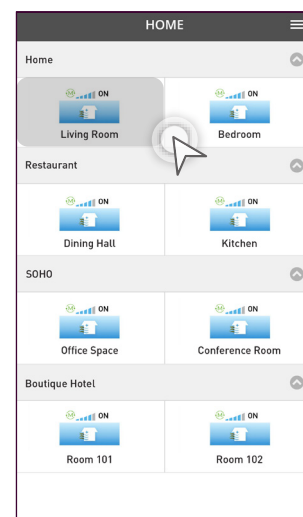 HOME
Home
ON ON
Living Room Bedroom
Restaurant
ON ON
Dining Hall Kitchen
SOHO
ON ON
Office Space Conference Room
Boutique Hotel
ON ON
Room 101 Room 102